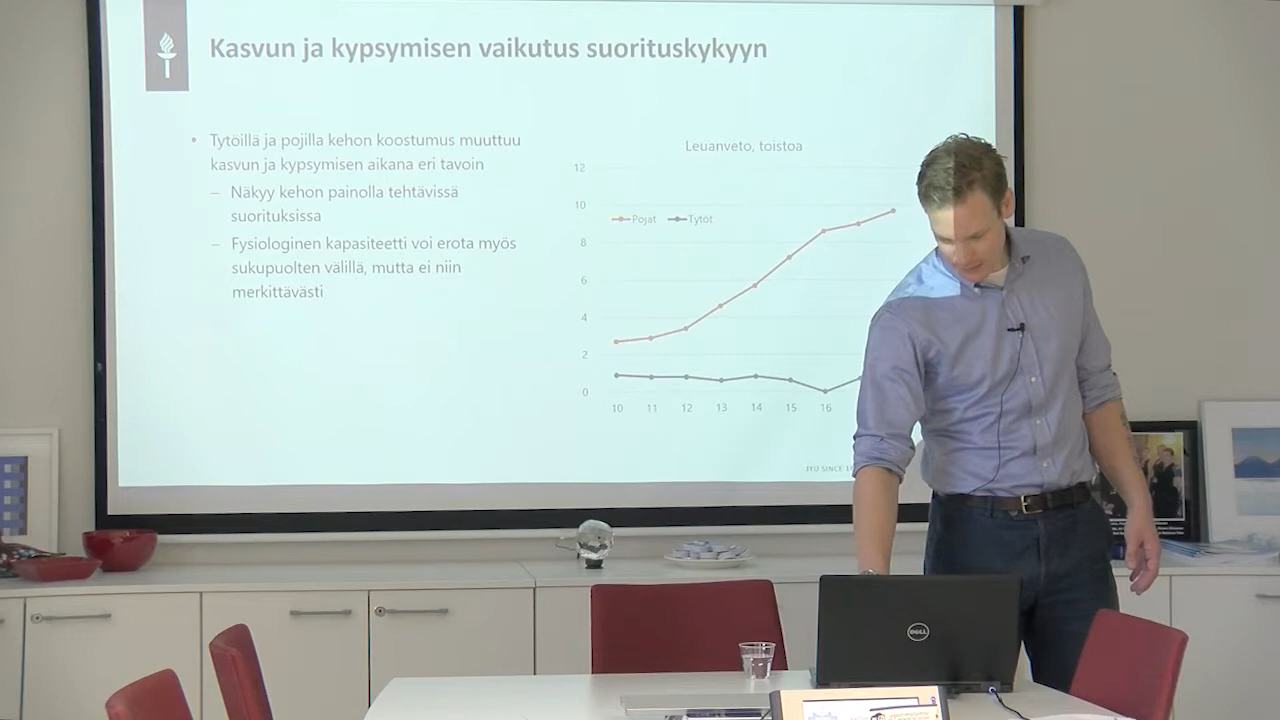 Kasvun ja kypsymisen vaikutus suorituskykyyn
• Tytöillä ja pojilla kehon koostumus muuttuu
kasvun ja kypsymisen aikana eri tavoin
– Näkyy kehon painolla tehtävissä
suorituksissa
– Fysiologinen kapasiteetti voi erota myös
sukupuolten välillä, mutta ei niin
merkittävästi
Leuanveto, toistoa
12
10
Pojat Tytöt
8
6
4
2
0
10 11 12 13 14 15 16
JYU SINCE
DELL